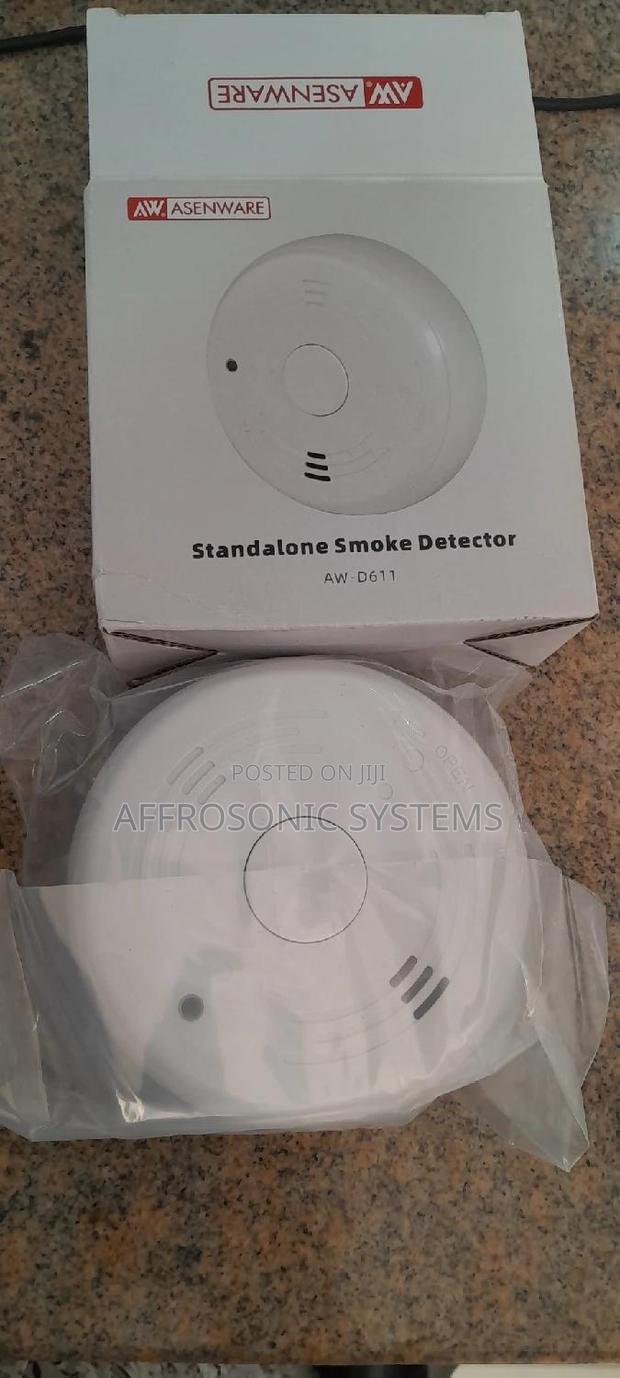 AW. ASENWARE
AW. ASENWARE
Standalone Smoke Detector
AW-D611
OPEN
POSTED ON JIJI
AFFROSONIC SYSTEMS